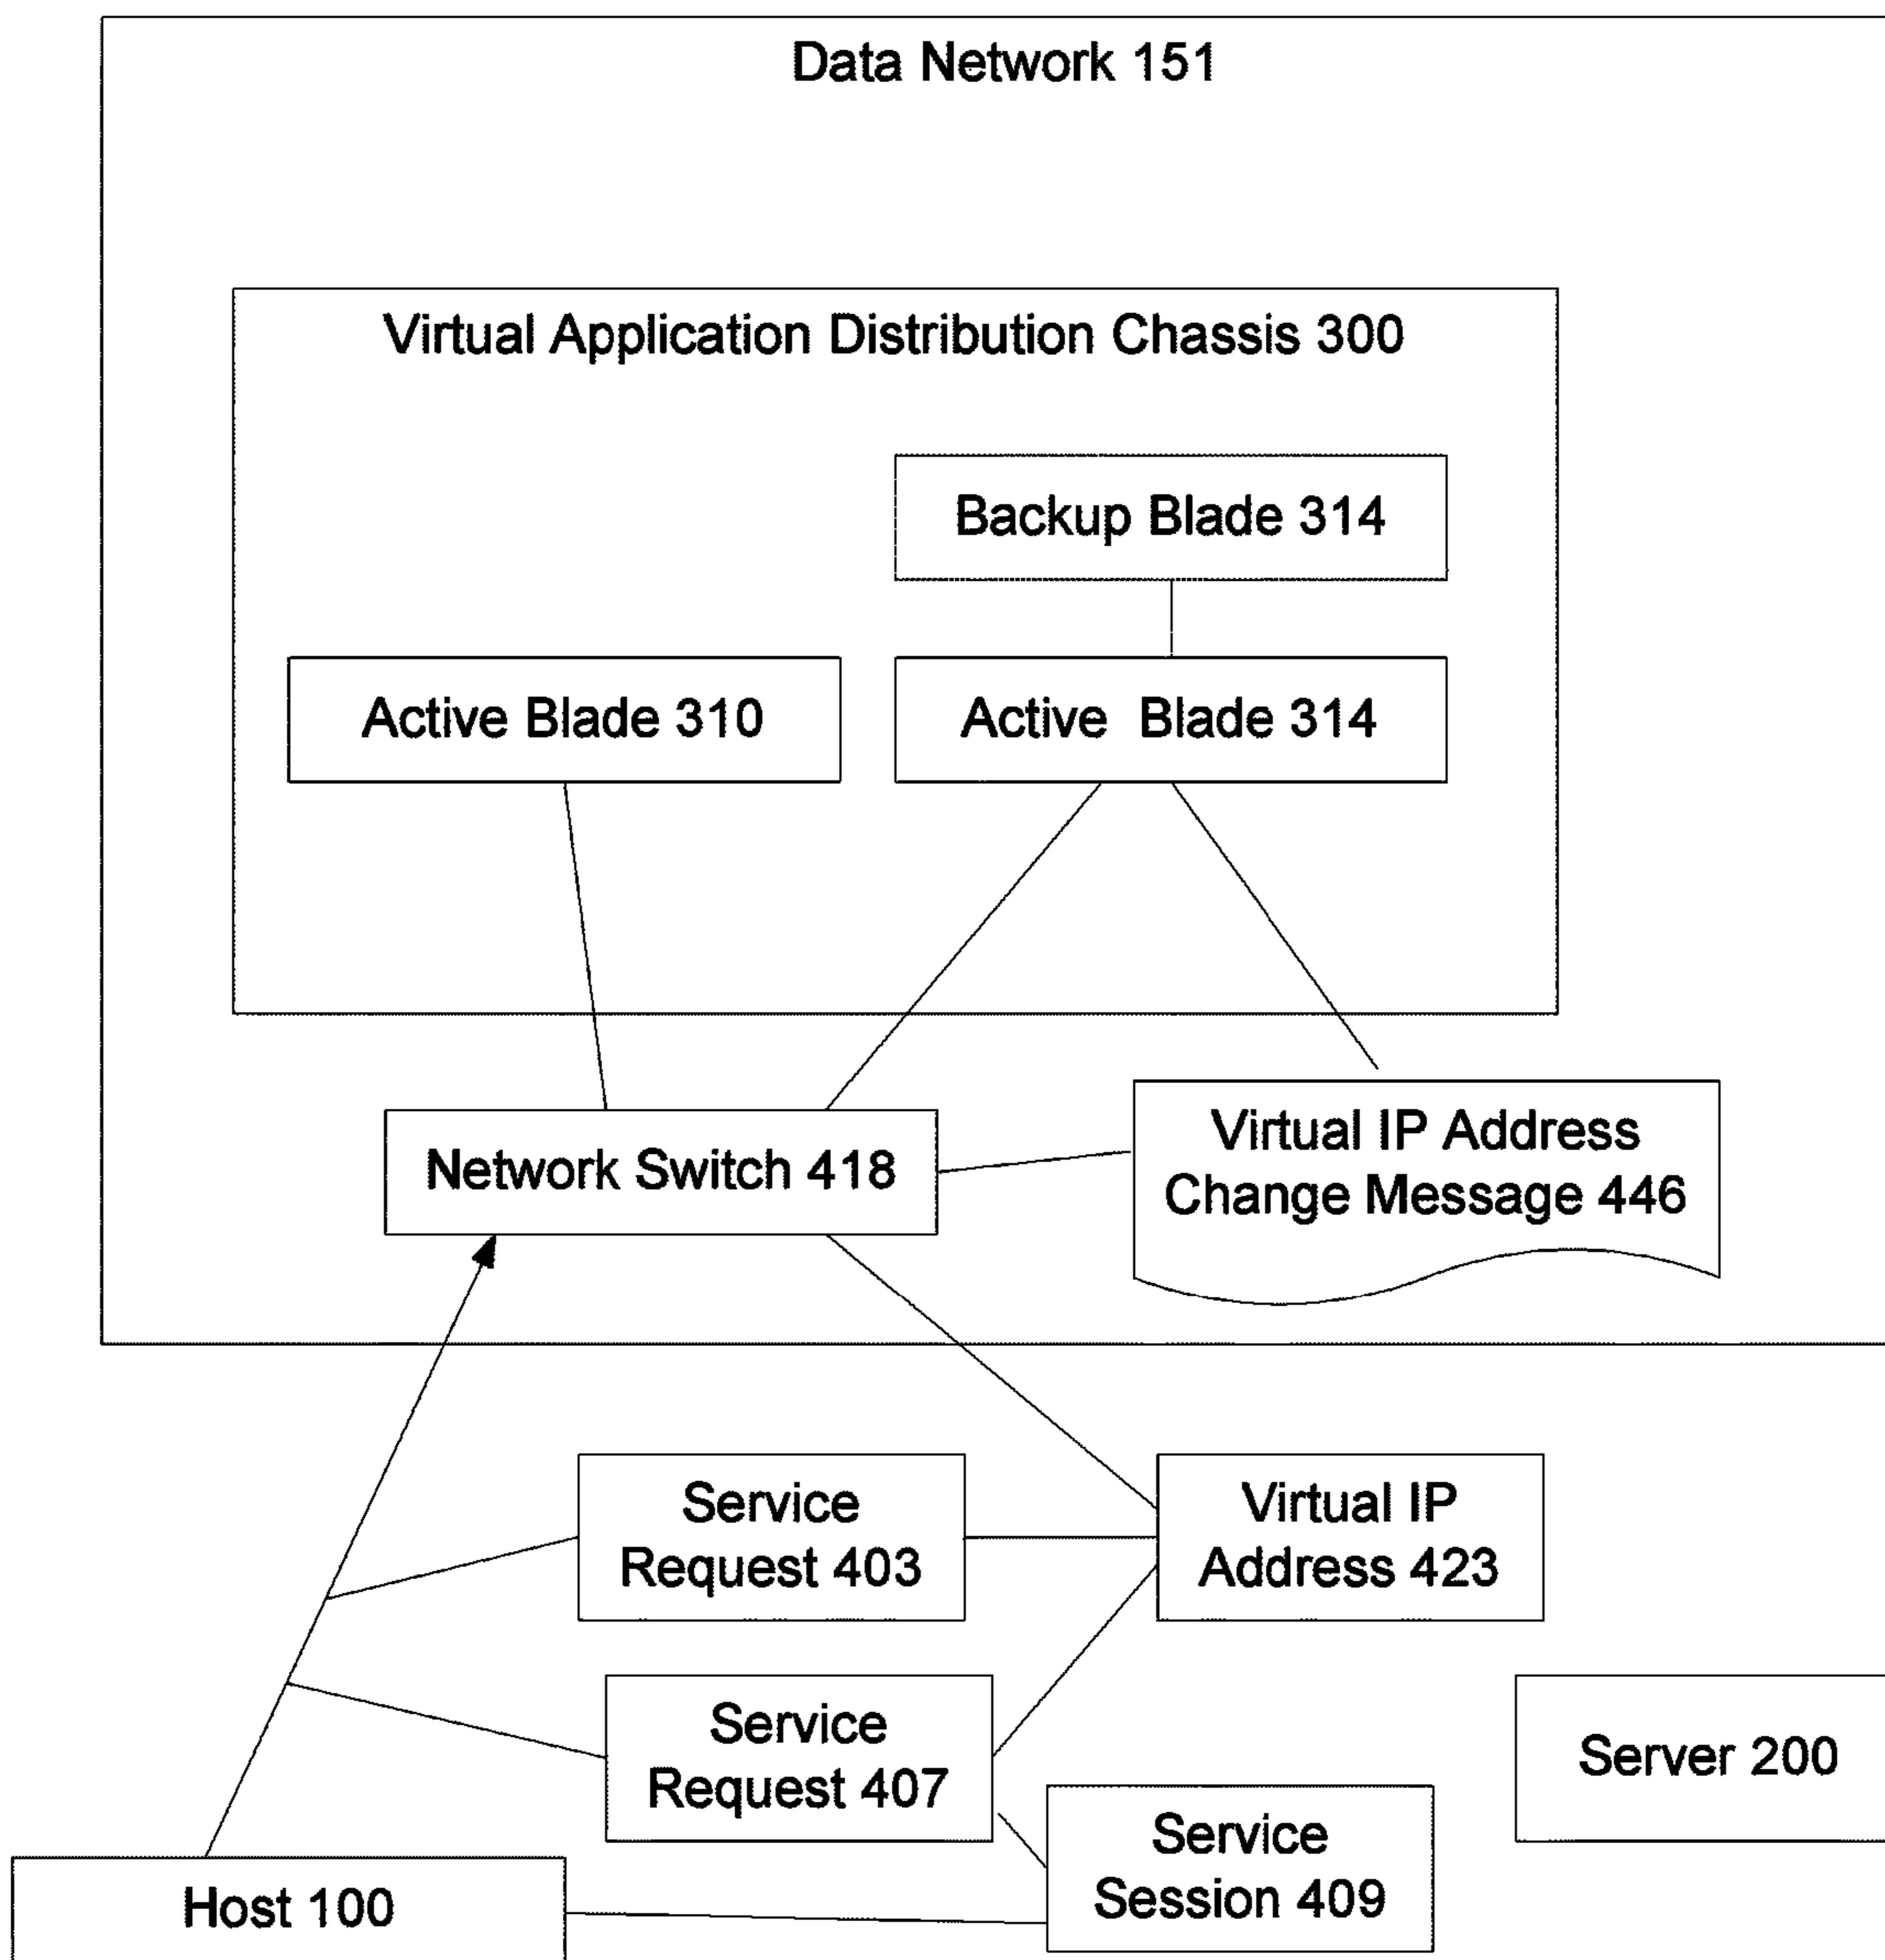 Data Network 151
Virtual Application Distribution Chassis 300
Backup Blade 314
Active Blade 310
Active Blade 314
Network Switch 418
Virtual IP Address
Change Message 446
Service
Request 403
Virtual IP
Address 423
Service
Request 407
Server 200
Service
Session 409
Host 100